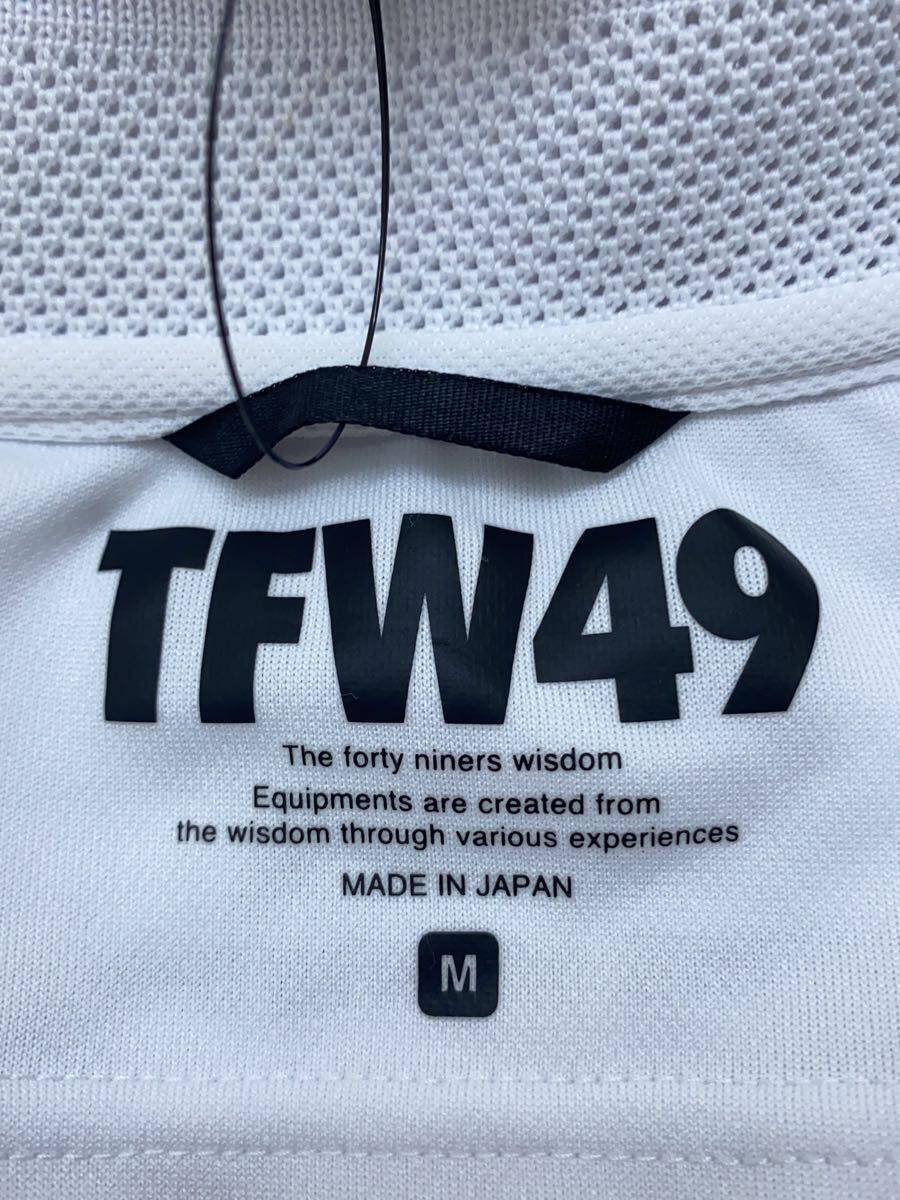 TFW49
The forty niners wisdom
Equipments are created from
the wisdom through various experiences
MADE IN JAPAN
M